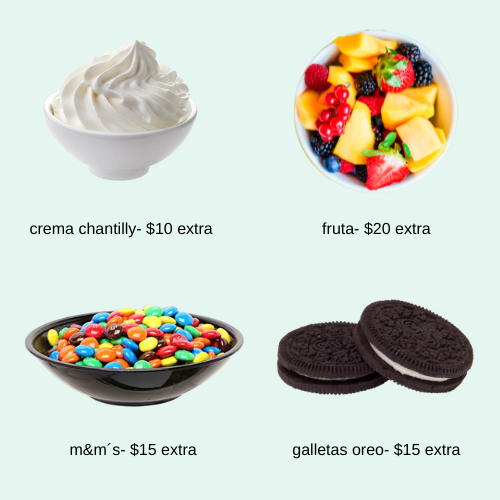 crema chantilly- $10 extra
fruta- $20 extra
m&m´s- $15 extra
galletas oreo- $15 extra